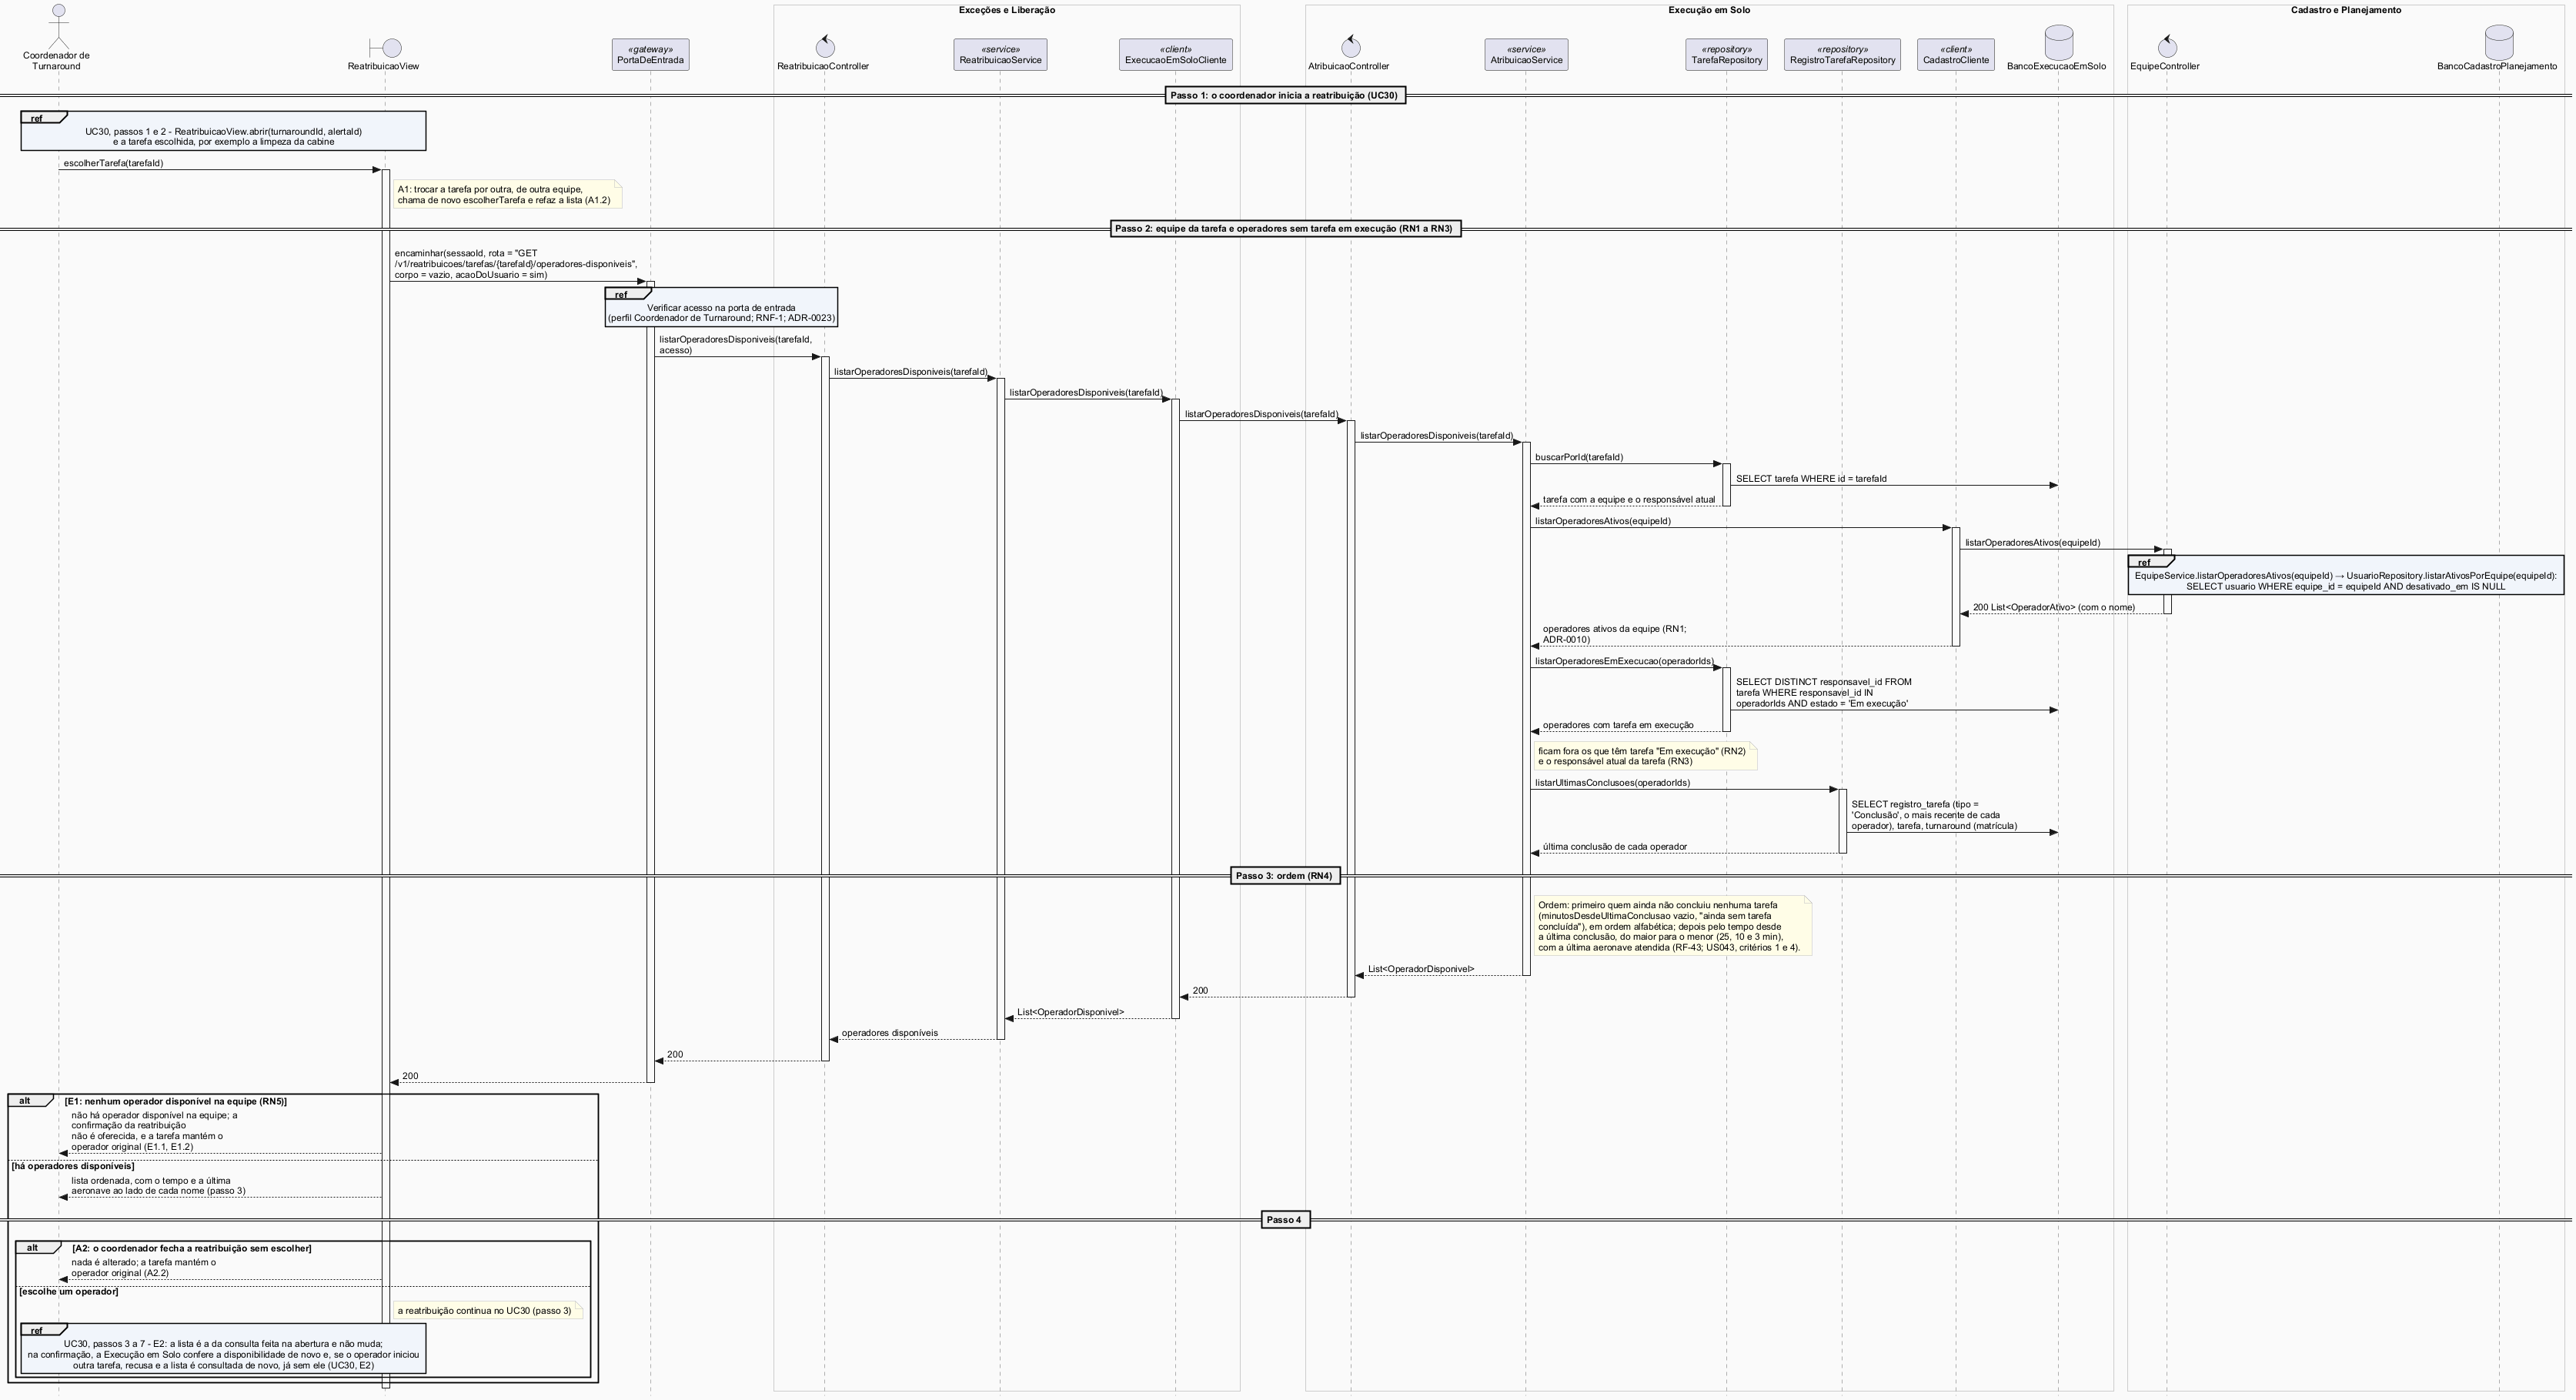 Exceções e Liberação
Execução em Solo
Cadastro e Planejamento
Coordenador de
Turnaround
ReatribuicaoView
«gateway»
PortaDeEntrada
ReatribuicaoController
«service»
ReatribuicaoService
«client»
ExecucaoEmSoloCliente
AtribuicaoController
«service»
AtribuicaoService
«repository»
TarefaRepository
«repository»
RegistroTarefaRepository
«client»
CadastroCliente
BancoExecucaoEmSolo
EquipeController
BancoCadastroPlanejamento
Passo 1: o coordenador inicia a reatribuição (UC30)
ref
UC30, passos 1 e 2 - ReatribuicaoView.abrir(turnaroundId, alertaId)
e a tarefa escolhida, por exemplo a limpeza da cabine
escolherTarefa(tarefaId)
A1: trocar a tarefa por outra, de outra equipe,
chama de novo escolherTarefa e refaz a lista (A1.2)
Passo 2: equipe da tarefa e operadores sem tarefa em execução (RN1 a RN3)
encaminhar(sessaoId, rota = "GET
/v1/reatribuicoes/tarefas/{tarefaId}/operadores-disponiveis",
corpo = vazio, acaoDoUsuario = sim)
ref
Verificar acesso na porta de entrada
(perfil Coordenador de Turnaround; RNF-1; ADR-0023)
listarOperadoresDisponiveis(tarefaId,
acesso)
listarOperadoresDisponiveis(tarefaId)
listarOperadoresDisponiveis(tarefaId)
listarOperadoresDisponiveis(tarefaId)
listarOperadoresDisponiveis(tarefaId)
buscarPorId(tarefaId)
SELECT tarefa WHERE id = tarefaId
tarefa com a equipe e o responsável atual
listarOperadoresAtivos(equipeId)
listarOperadoresAtivos(equipeId)
ref
EquipeService.listarOperadoresAtivos(equipeId) → UsuarioRepository.listarAtivosPorEquipe(equipeId):
SELECT usuario WHERE equipe_id = equipeId AND desativado_em IS NULL
200 List<OperadorAtivo> (com o nome)
operadores ativos da equipe (RN1;
ADR-0010)
listarOperadoresEmExecucao(operadorIds)
SELECT DISTINCT responsavel_id FROM
tarefa WHERE responsavel_id IN
operadorIds AND estado = 'Em execução'
operadores com tarefa em execução
ficam fora os que têm tarefa "Em execução" (RN2)
e o responsável atual da tarefa (RN3)
listarUltimasConclusoes(operadorIds)
SELECT registro_tarefa (tipo =
'Conclusão', o mais recente de cada
operador), tarefa, turnaround (matrícula)
última conclusão de cada operador
Passo 3: ordem (RN4)
Ordem: primeiro quem ainda não concluiu nenhuma tarefa
(minutosDesdeUltimaConclusao vazio, "ainda sem tarefa
concluída"), em ordem alfabética; depois pelo tempo desde
a última conclusão, do maior para o menor (25, 10 e 3 min),
com a última aeronave atendida (RF-43; US043, critérios 1 e 4).
List<OperadorDisponivel>
200
List<OperadorDisponivel>
operadores disponíveis
200
200
alt
[E1: nenhum operador disponível na equipe (RN5)]
não há operador disponível na equipe; a
confirmação da reatribuição
não é oferecida, e a tarefa mantém o
operador original (E1.1, E1.2)
[há operadores disponíveis]
lista ordenada, com o tempo e a última
aeronave ao lado de cada nome (passo 3)
Passo 4
alt
[A2: o coordenador fecha a reatribuição sem escolher]
nada é alterado; a tarefa mantém o
operador original (A2.2)
[escolhe um operador]
a reatribuição continua no UC30 (passo 3)
ref
UC30, passos 3 a 7 - E2: a lista é a da consulta feita na abertura e não muda;
na confirmação, a Execução em Solo confere a disponibilidade de novo e, se o operador iniciou
outra tarefa, recusa e a lista é consultada de novo, já sem ele (UC30, E2)